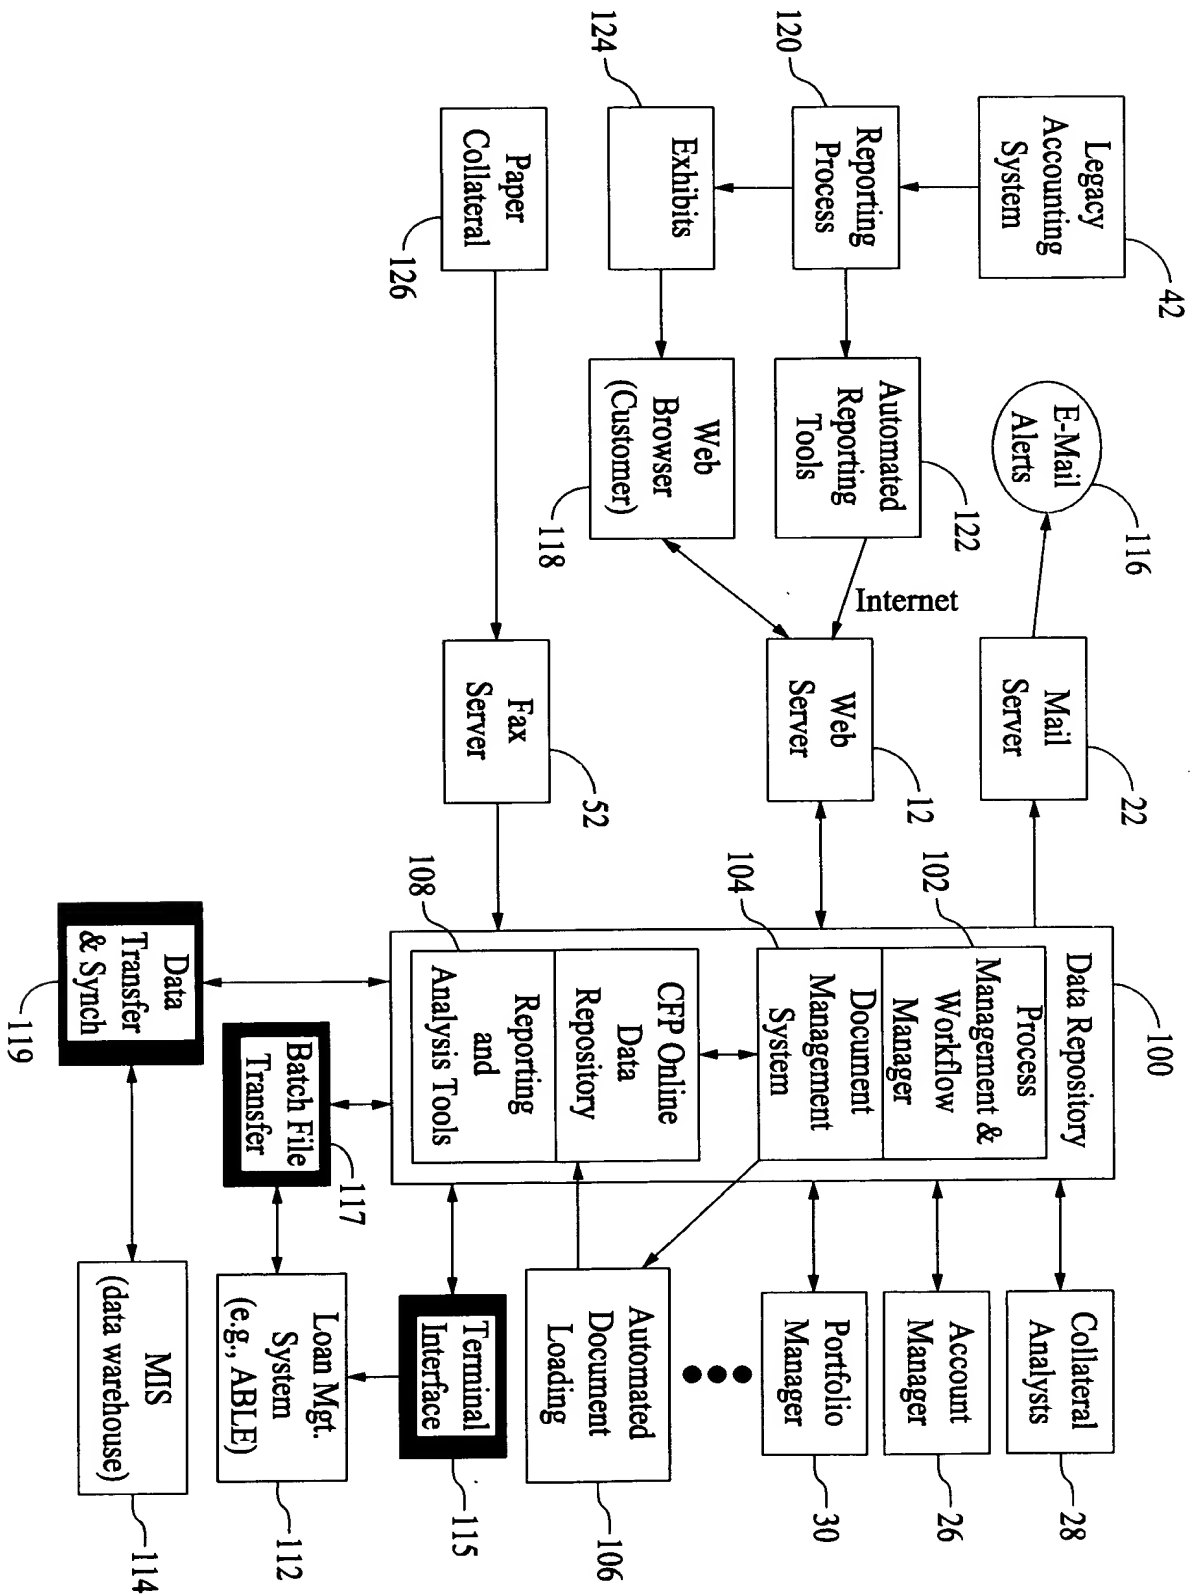 Legacy
Accounting
System
42
Reporting
Process
120
Exhibits
124
Paper
Collateral
126
E-Mail
Alerts
116
Automated
Reporting
Tools
122
Web
Browser
(Customer)
118
Internet
Mail
Server
22
Web
Server
12
Fax
Server
52
Data Repository
100
Process
Management &
Workflow
Manager
102
Document
Management
System
104
CFP Online
Data
Repository
Reporting
and
Analysis Tools
108
Data
Transfer
& Synch
119
Batch File
Transfer
117
Collateral
Analysts
28
Account
Manager
26
Portfolio
Manager
30
Automated
Document
Loading
106
Terminal
Interface
115
Loan Mgt.
System
(e.g., ABLE)
112
MIS
(data warehouse)
114